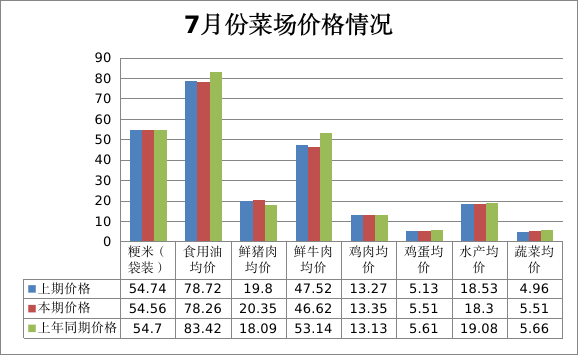 7月份菜场价格情况
90
80
70
60
50
40
30
20
10
0
粳米（袋装） 食用油均价 鲜猪肉均价 鲜牛肉均价 鸡肉均价 鸡蛋均价 水产均价 蔬菜均价
上期价格 54.74 78.72 19.8 47.52 13.27 5.13 18.53 4.96
本期价格 54.56 78.26 20.35 46.62 13.35 5.51 18.3 5.51
上年同期价格 54.7 83.42 18.09 53.14 13.13 5.61 19.08 5.66